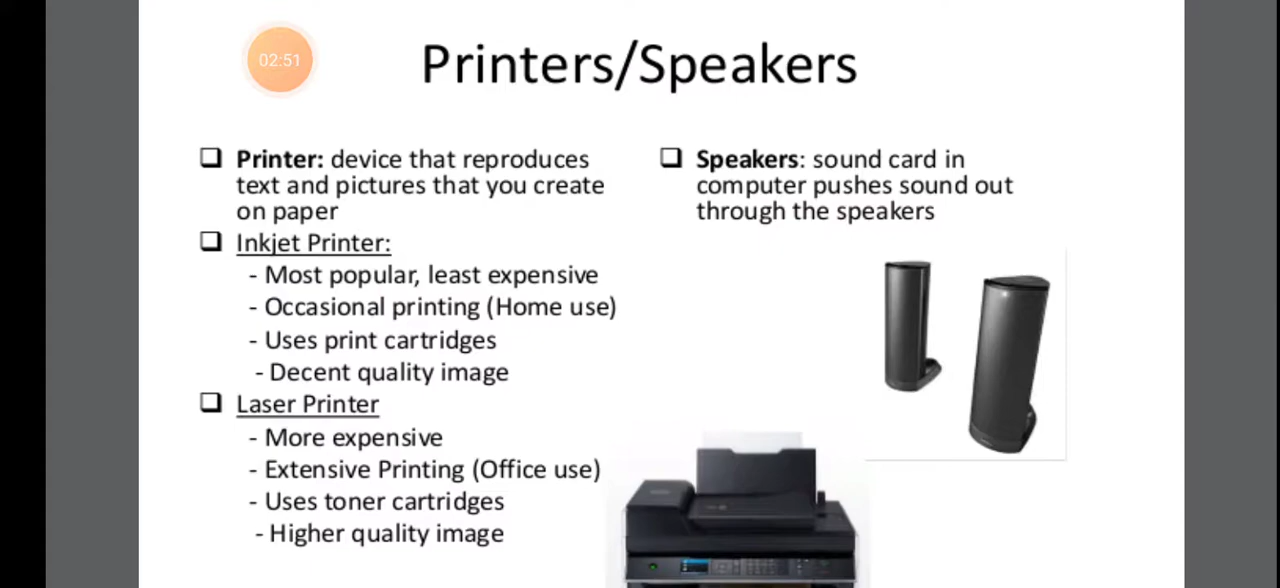 02:51
Printers/Speakers
❑ Printer: device that reproduces
text and pictures that you create
on paper
❑ Inkjet Printer:
- Most popular, least expensive
- Occasional printing (Home use)
- Uses print cartridges
- Decent quality image
❑ Laser Printer
- More expensive
- Extensive Printing (Office use)
- Uses toner cartridges
- Higher quality image
❑ Speakers: sound card in
computer pushes sound out
through the speakers